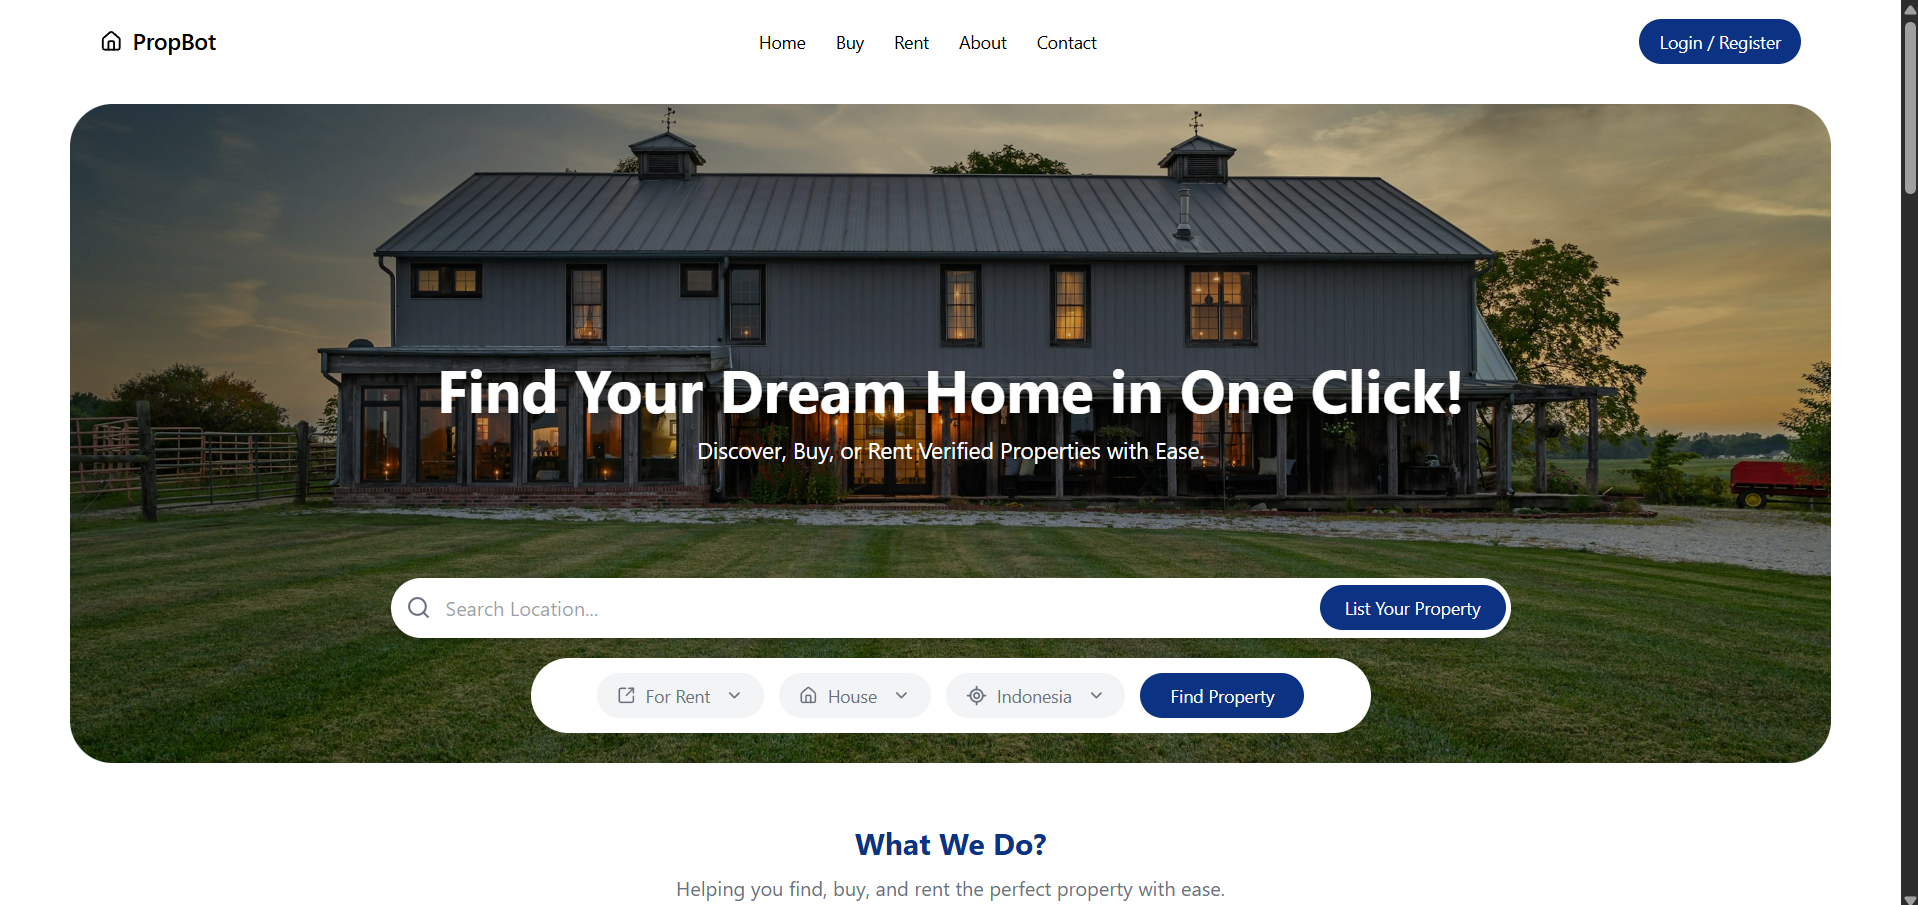 PropBot
Home Buy Rent About Contact
Login / Register
Find Your Dream Home in One Click!
Discover, Buy, or Rent Verified Properties with Ease.
Search Location...
List Your Property
For Rent
House
Indonesia
Find Property
What We Do?
Helping you find, buy, and rent the perfect property with ease.